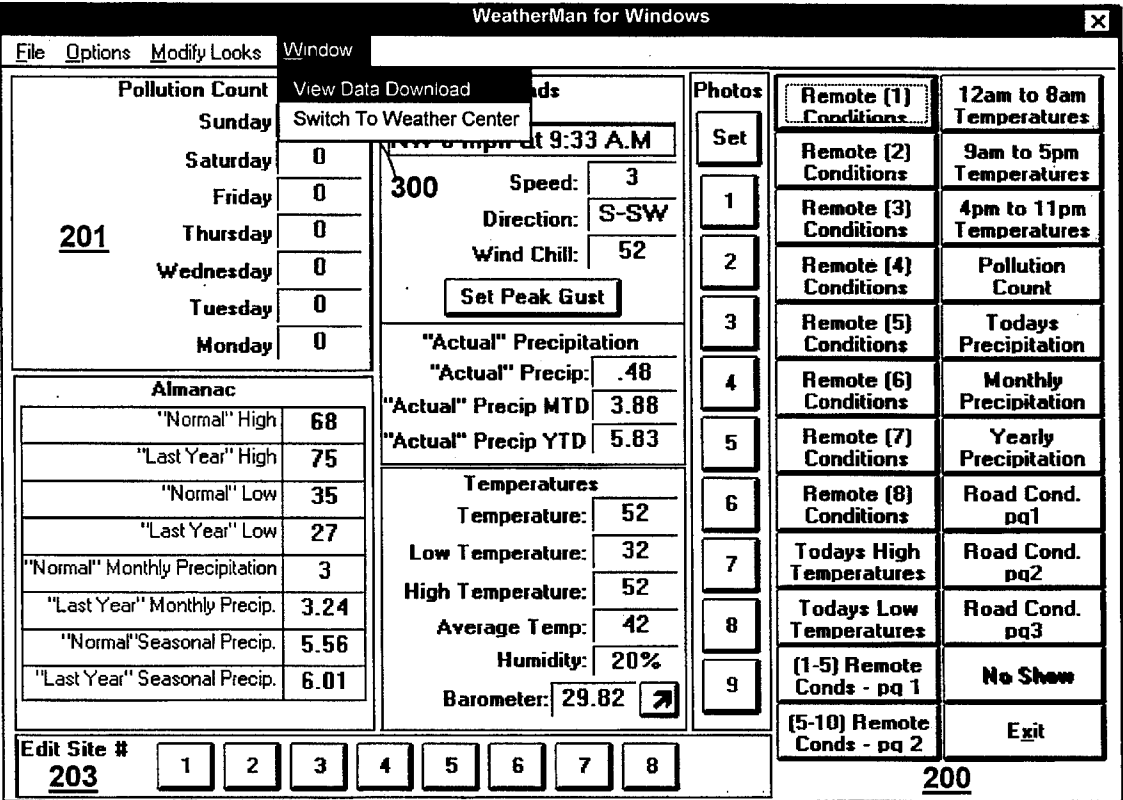 WeatherMan for Windows
File Options Modify Looks Window
View Data Download
Switch To Weather Center
Pollution Count
Sunday
Saturday 0
Friday 0
Thursday 0
Wednesday 0
Tuesday 0
Monday 0
201
Almanac
"Normal" High 68
"Last Year" High 75
"Normal" Low 35
"Last Year" Low 27
"Normal" Monthly Precipitation 3
"Last Year" Monthly Precip. 3.24
"Normal"Seasonal Precip. 5.56
"Last Year" Seasonal Precip. 6.01
mph at 9:33 A.M
300
Speed: 3
Direction: S-SW
Wind Chill: 52
Set Peak Gust
"Actual" Precipitation
"Actual" Precip: .48
"Actual" Precip MTD 3.88
"Actual" Precip YTD 5.83
Temperatures
Temperature: 52
Low Temperature: 32
High Temperature: 52
Average Temp: 42
Humidity: 20%
Barometer: 29.82
Photos
Set
1
2
3
4
5
6
7
8
9
Remote (1)
Conditions
Remote (2)
Conditions
Remote (3)
Conditions
Remote (4)
Conditions
Remote (5)
Conditions
Remote (6)
Conditions
Remote (7)
Conditions
Remote (8)
Conditions
Todays High
Temperatures
Todays Low
Temperatures
(1-5) Remote
Conds - pg 1
(5-10) Remote
Conds - pg 2
12am to 8am
Temperatures
9am to 5pm
Temperatures
4pm to 11pm
Temperatures
Pollution
Count
Todays
Precipitation
Monthly
Precipitation
Yearly
Precipitation
Road Cond.
pg1
Road Cond.
pg2
Road Cond.
pg3
No Show
Exit
200
Edit Site #
203
1 2 3 4 5 6 7 8